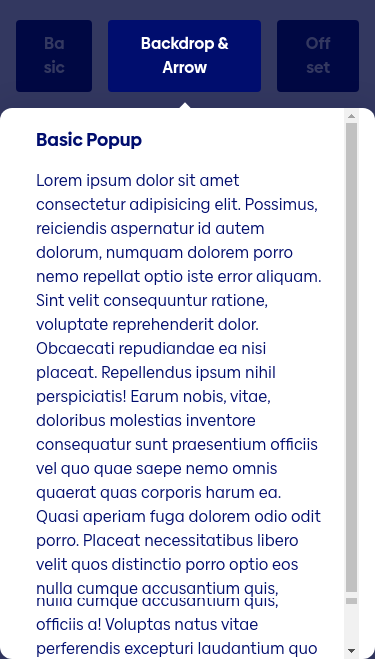 Ba
sic
Backdrop &
Arrow
Off
set
Basic Popup
Lorem ipsum dolor sit amet
consectetur adipisicing elit. Possimus,
reiciendis aspernatur id autem
dolorum, numquam dolorem porro
nemo repellat optio iste error aliquam.
Sint velit consequuntur ratione,
voluptate reprehenderit dolor.
Obcaecati repudiandae ea nisi
placeat. Repellendus ipsum nihil
perspiciatis! Earum nobis, vitae,
doloribus molestias inventore
consequatur sunt praesentium officiis
vel quo quae saepe nemo omnis
quaerat quas corporis harum ea.
Quasi aperiam fuga dolorem odio odit
porro. Placeat necessitatibus libero
velit quos distinctio porro optio eos
nulla cumque accusantium quis,
nulla cumque accusantium quis,
officiis a! Voluptas natus vitae
perferendis excepturi laudantium quo